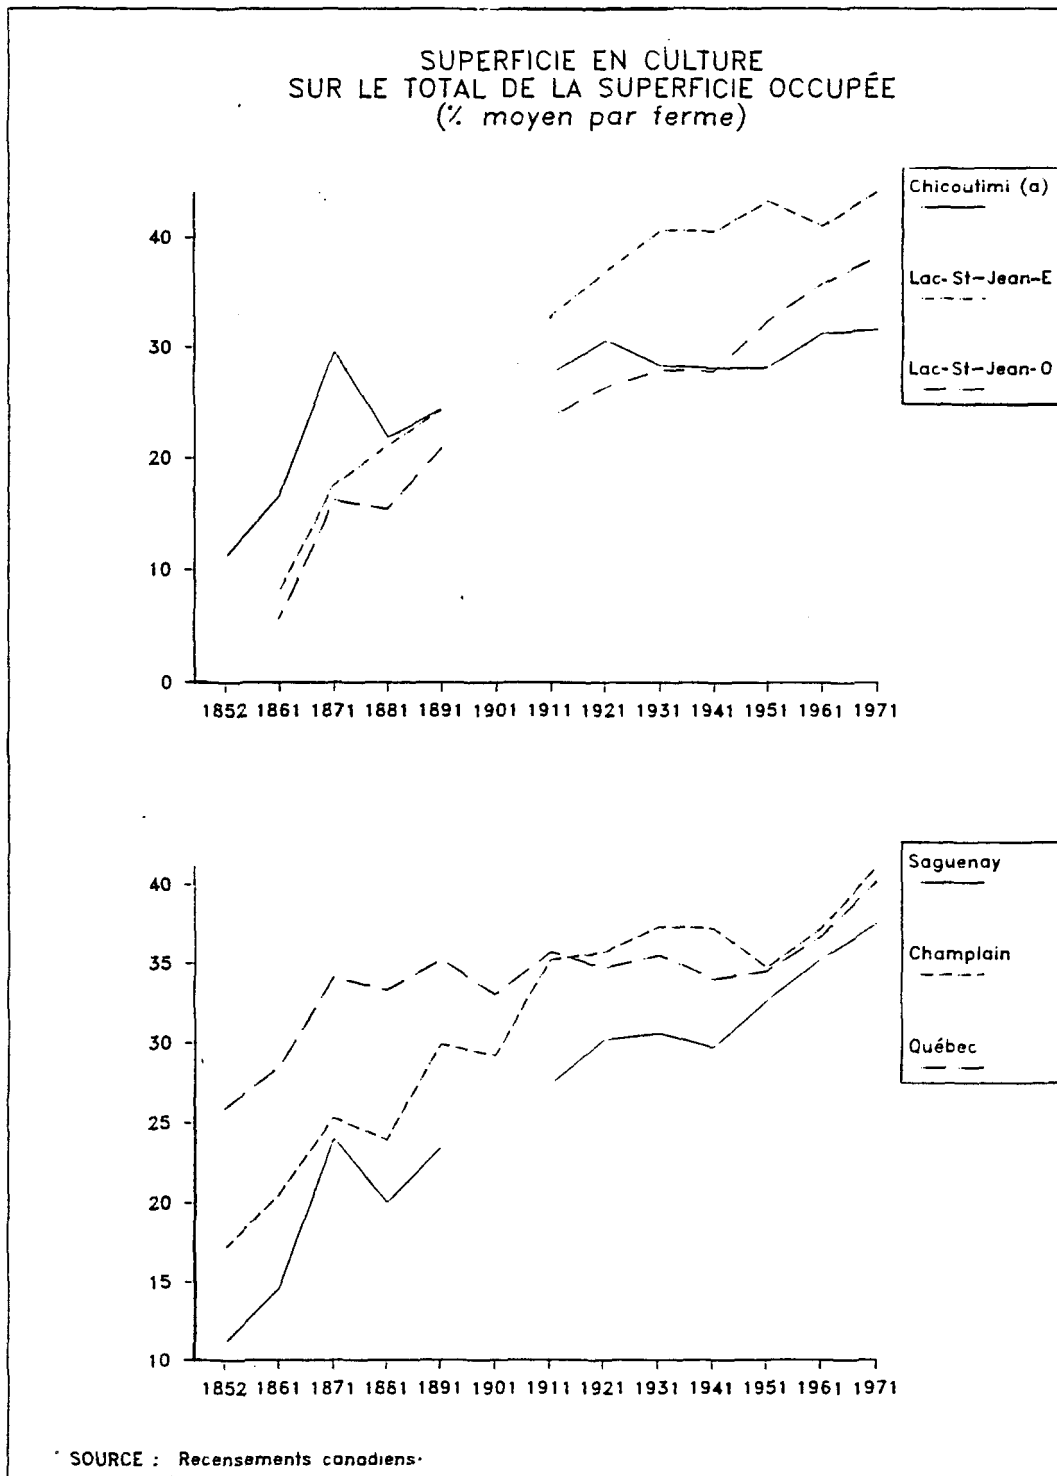 SUPERFICIE EN CULTURE
SUR LE TOTAL DE LA SUPERFICIE OCCUPÉE
(% moyen par ferme)
Chicoutimi (a)
Lac-St-Jean-E
Lac-St-Jean-O
40
30
20
10
0
1852 1861 1871 1881 1891 1901 1911 1921 1931 1941 1951 1961 1971
Saguenay
Champlain
Québec
40
35
30
25
20
15
10
1852 1861 1871 1881 1891 1901 1911 1921 1931 1941 1951 1961 1971
SOURCE : Recensements canadiens.